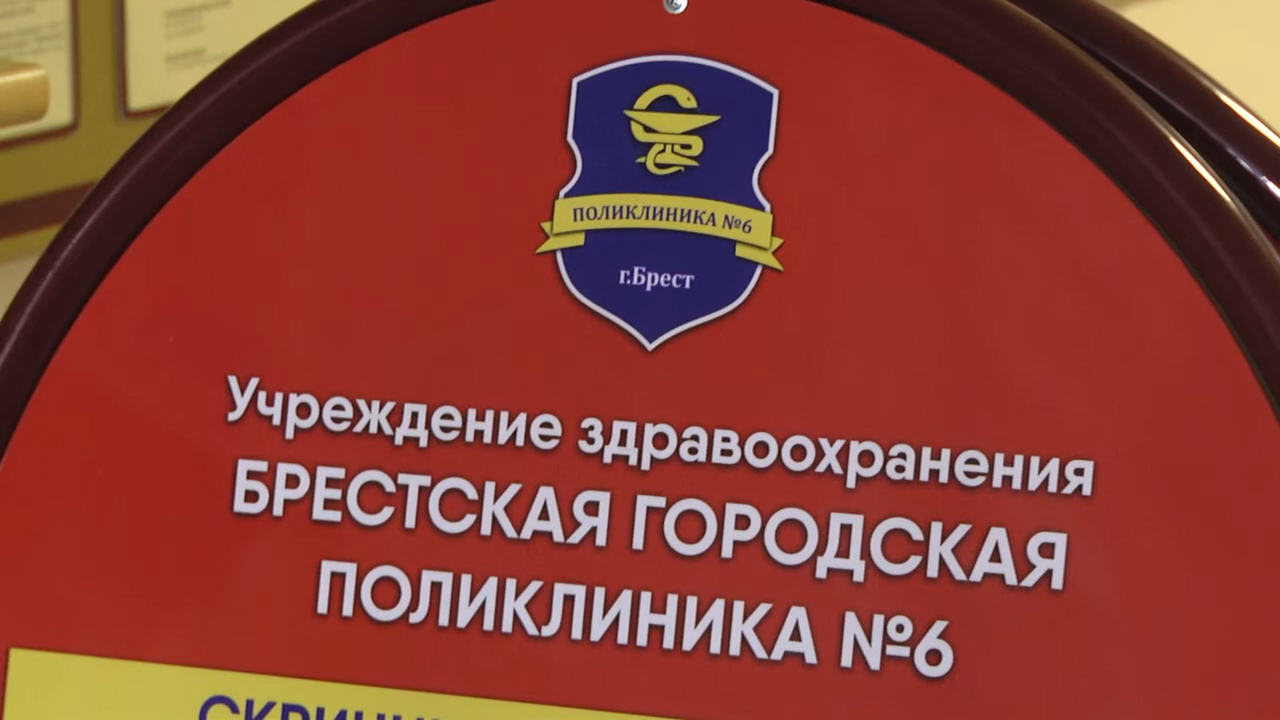 ПОЛИКЛИНИКА №6
г.Брест
Учреждение здравоохранения
БРЕСТСКАЯ ГОРОДСКАЯ
ПОЛИКЛИНИКА №6